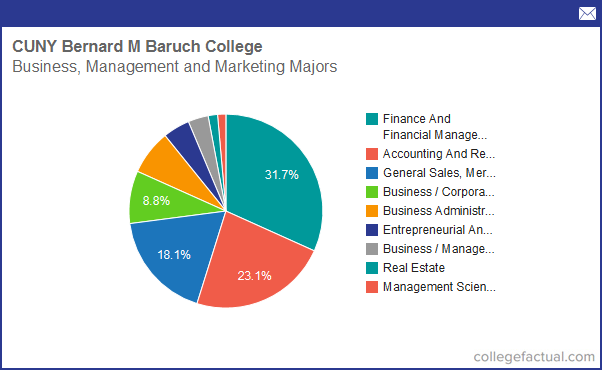 CUNY Bernard M Baruch College
Business, Management and Marketing Majors
31.7%
23.1%
18.1%
8.8%
Finance And
Financial Manage...
Accounting And Re...
General Sales, Mer...
Business / Corpora...
Business Administr...
Entrepreneurial An...
Business / Manage...
Real Estate
Management Scien...
collegefactual.com